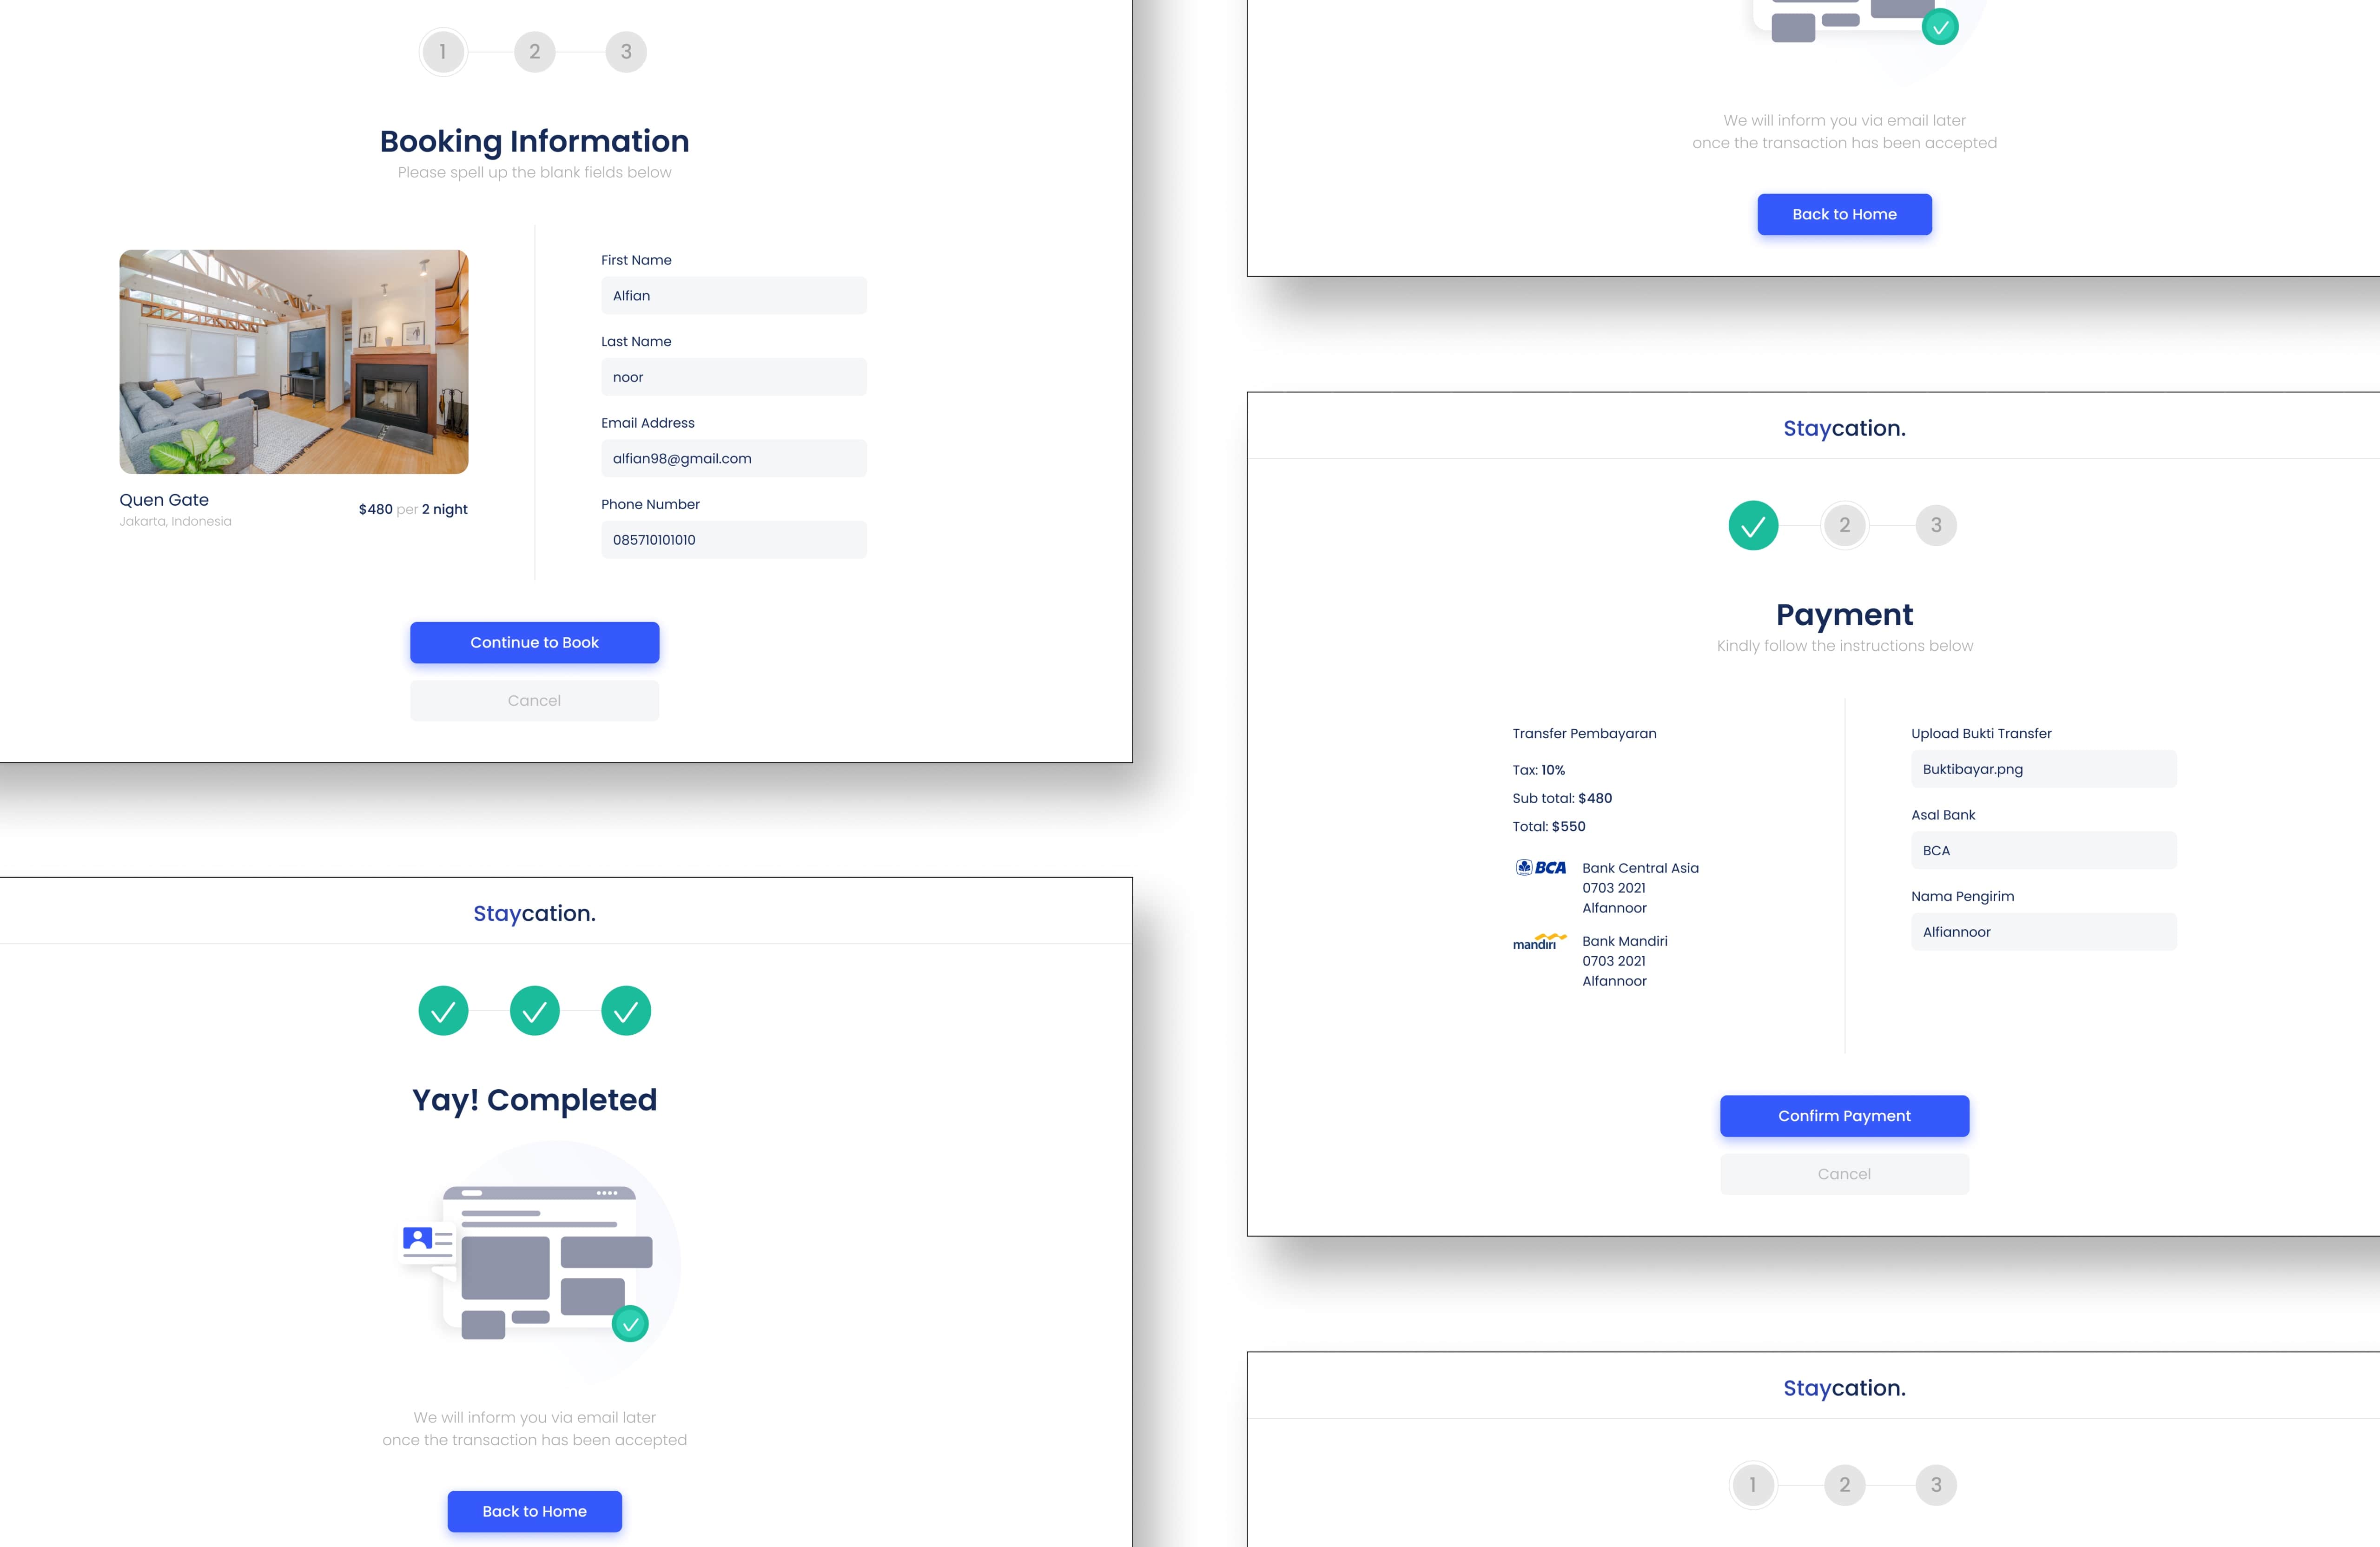 1 2 3
Booking Information
Please spell up the blank fields below
Quen Gate
Jakarta, Indonesia
$480 per 2 night
First Name
Alfian
Last Name
noor
Email Address
alfian98@gmail.com
Phone Number
085710101010
Continue to Book
Cancel
Staycation.
Yay! Completed
We will inform you via email later
once the transaction has been accepted
Back to Home
We will inform you via email later
once the transaction has been accepted
Back to Home
Staycation.
2 3
Payment
Kindly follow the instructions below
Transfer Pembayaran
Tax: 10%
Sub total: $480
Total: $550
BCA
Bank Central Asia
0703 2021
Alfannoor
mandiri
Bank Mandiri
0703 2021
Alfannoor
Upload Bukti Transfer
Buktibayar.png
Asal Bank
BCA
Nama Pengirim
Alfiannoor
Confirm Payment
Cancel
Staycation.
1 2 3